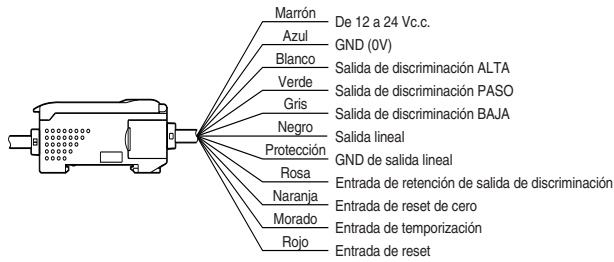 Marrón De 12 a 24 Vc.c.
Azul GND (0V)
Blanco Salida de discriminación ALTA
Verde Salida de discriminación PASO
Gris Salida de discriminación BAJA
Negro Salida lineal
Protección GND de salida lineal
Rosa Entrada de retención de salida de discriminación
Naranja Entrada de reset de cero
Morado Entrada de temporización
Rojo Entrada de reset